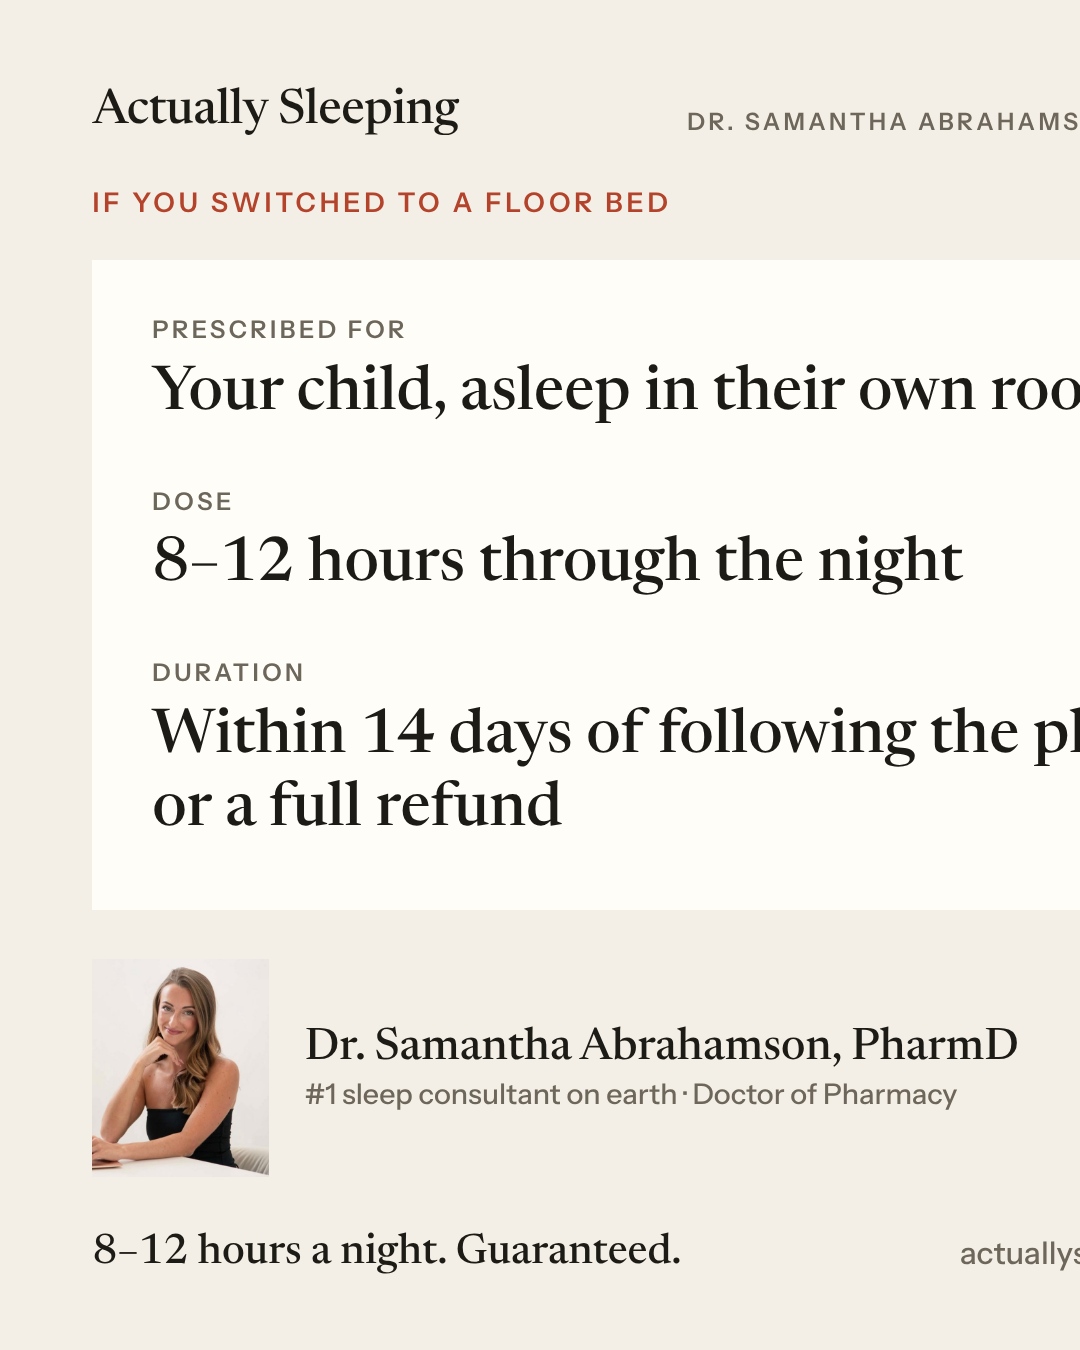 Actually Sleeping
DR. SAMANTHA ABRAHAMS
IF YOU SWITCHED TO A FLOOR BED
PRESCRIBED FOR
Your child, asleep in their own roo
DOSE
8–12 hours through the night
DURATION
Within 14 days of following the pl
or a full refund
Dr. Samantha Abrahamson, PharmD
#1 sleep consultant on earth · Doctor of Pharmacy
8–12 hours a night. Guaranteed.
actuallys